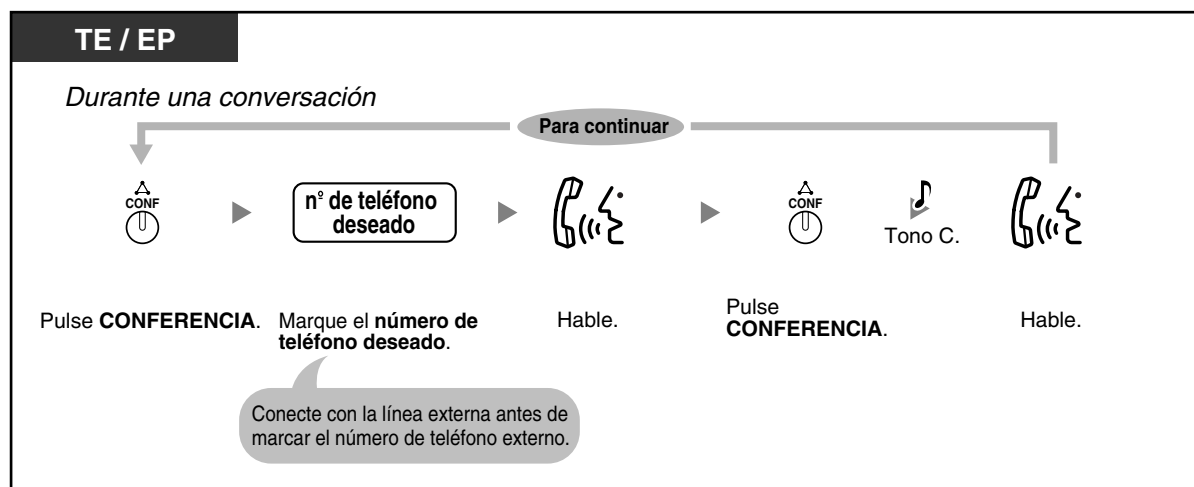 TE / EP
Durante una conversación
Para continuar
CONF
nº de teléfono
deseado
CONF
Tono C.
Pulse CONFERENCIA.
Marque el número de
teléfono deseado.
Hable.
Pulse
CONFERENCIA.
Hable.
Conecte con la línea externa antes de
marcar el número de teléfono externo.